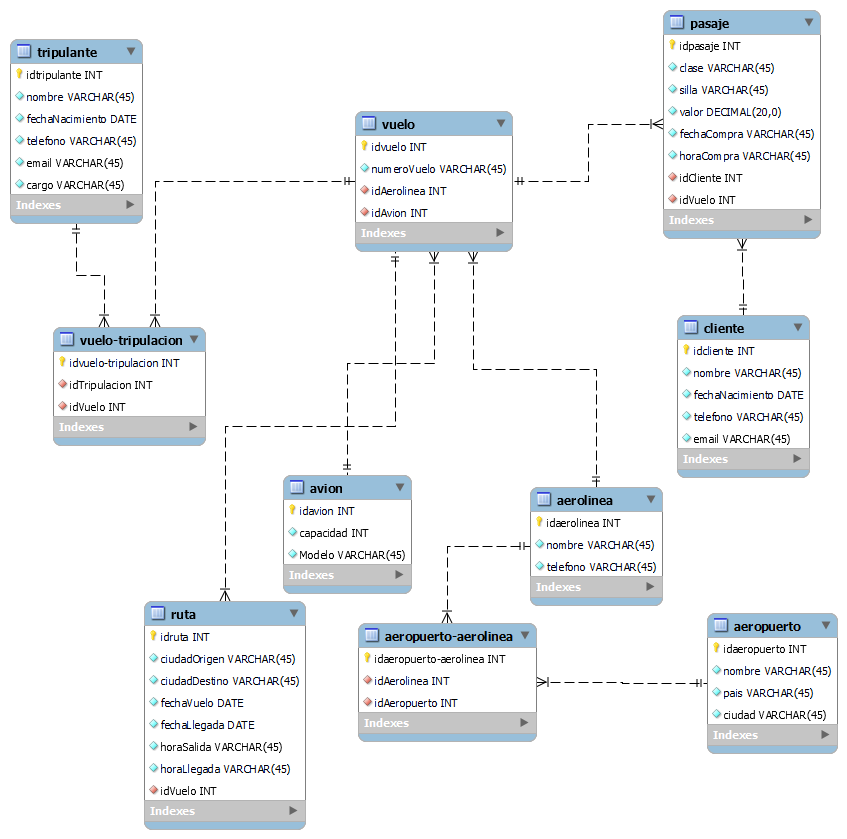 tripulante
idtripulante INT
nombre VARCHAR(45)
fechaNacimiento DATE
telefono VARCHAR(45)
email VARCHAR(45)
cargo VARCHAR(45)
Indexes
vuelo
idvuelo INT
numeroVuelo VARCHAR(45)
idAerolinea INT
idAvion INT
Indexes
pasaje
idpasaje INT
clase VARCHAR(45)
silla VARCHAR(45)
valor DECIMAL(20,0)
fechaCompra VARCHAR(45)
horaCompra VARCHAR(45)
idCliente INT
idVuelo INT
Indexes
vuelo-tripulacion
idvuelo-tripulacion INT
idTripulacion INT
idVuelo INT
Indexes
cliente
idcliente INT
nombre VARCHAR(45)
fechaNacimiento DATE
telefono VARCHAR(45)
email VARCHAR(45)
Indexes
avion
idavion INT
capacidad INT
Modelo VARCHAR(45)
Indexes
aerolinea
idaerolinea INT
nombre VARCHAR(45)
telefono VARCHAR(45)
Indexes
ruta
idruta INT
ciudadOrigen VARCHAR(45)
ciudadDestino VARCHAR(45)
fechaVuelo DATE
fechaLlegada DATE
horaSalida VARCHAR(45)
horaLlegada VARCHAR(45)
idVuelo INT
Indexes
aeropuerto-aerolinea
idaeropuerto-aerolinea INT
idAerolinea INT
idAeropuerto INT
Indexes
aeropuerto
idaeropuerto INT
nombre VARCHAR(45)
pais VARCHAR(45)
ciudad VARCHAR(45)
Indexes